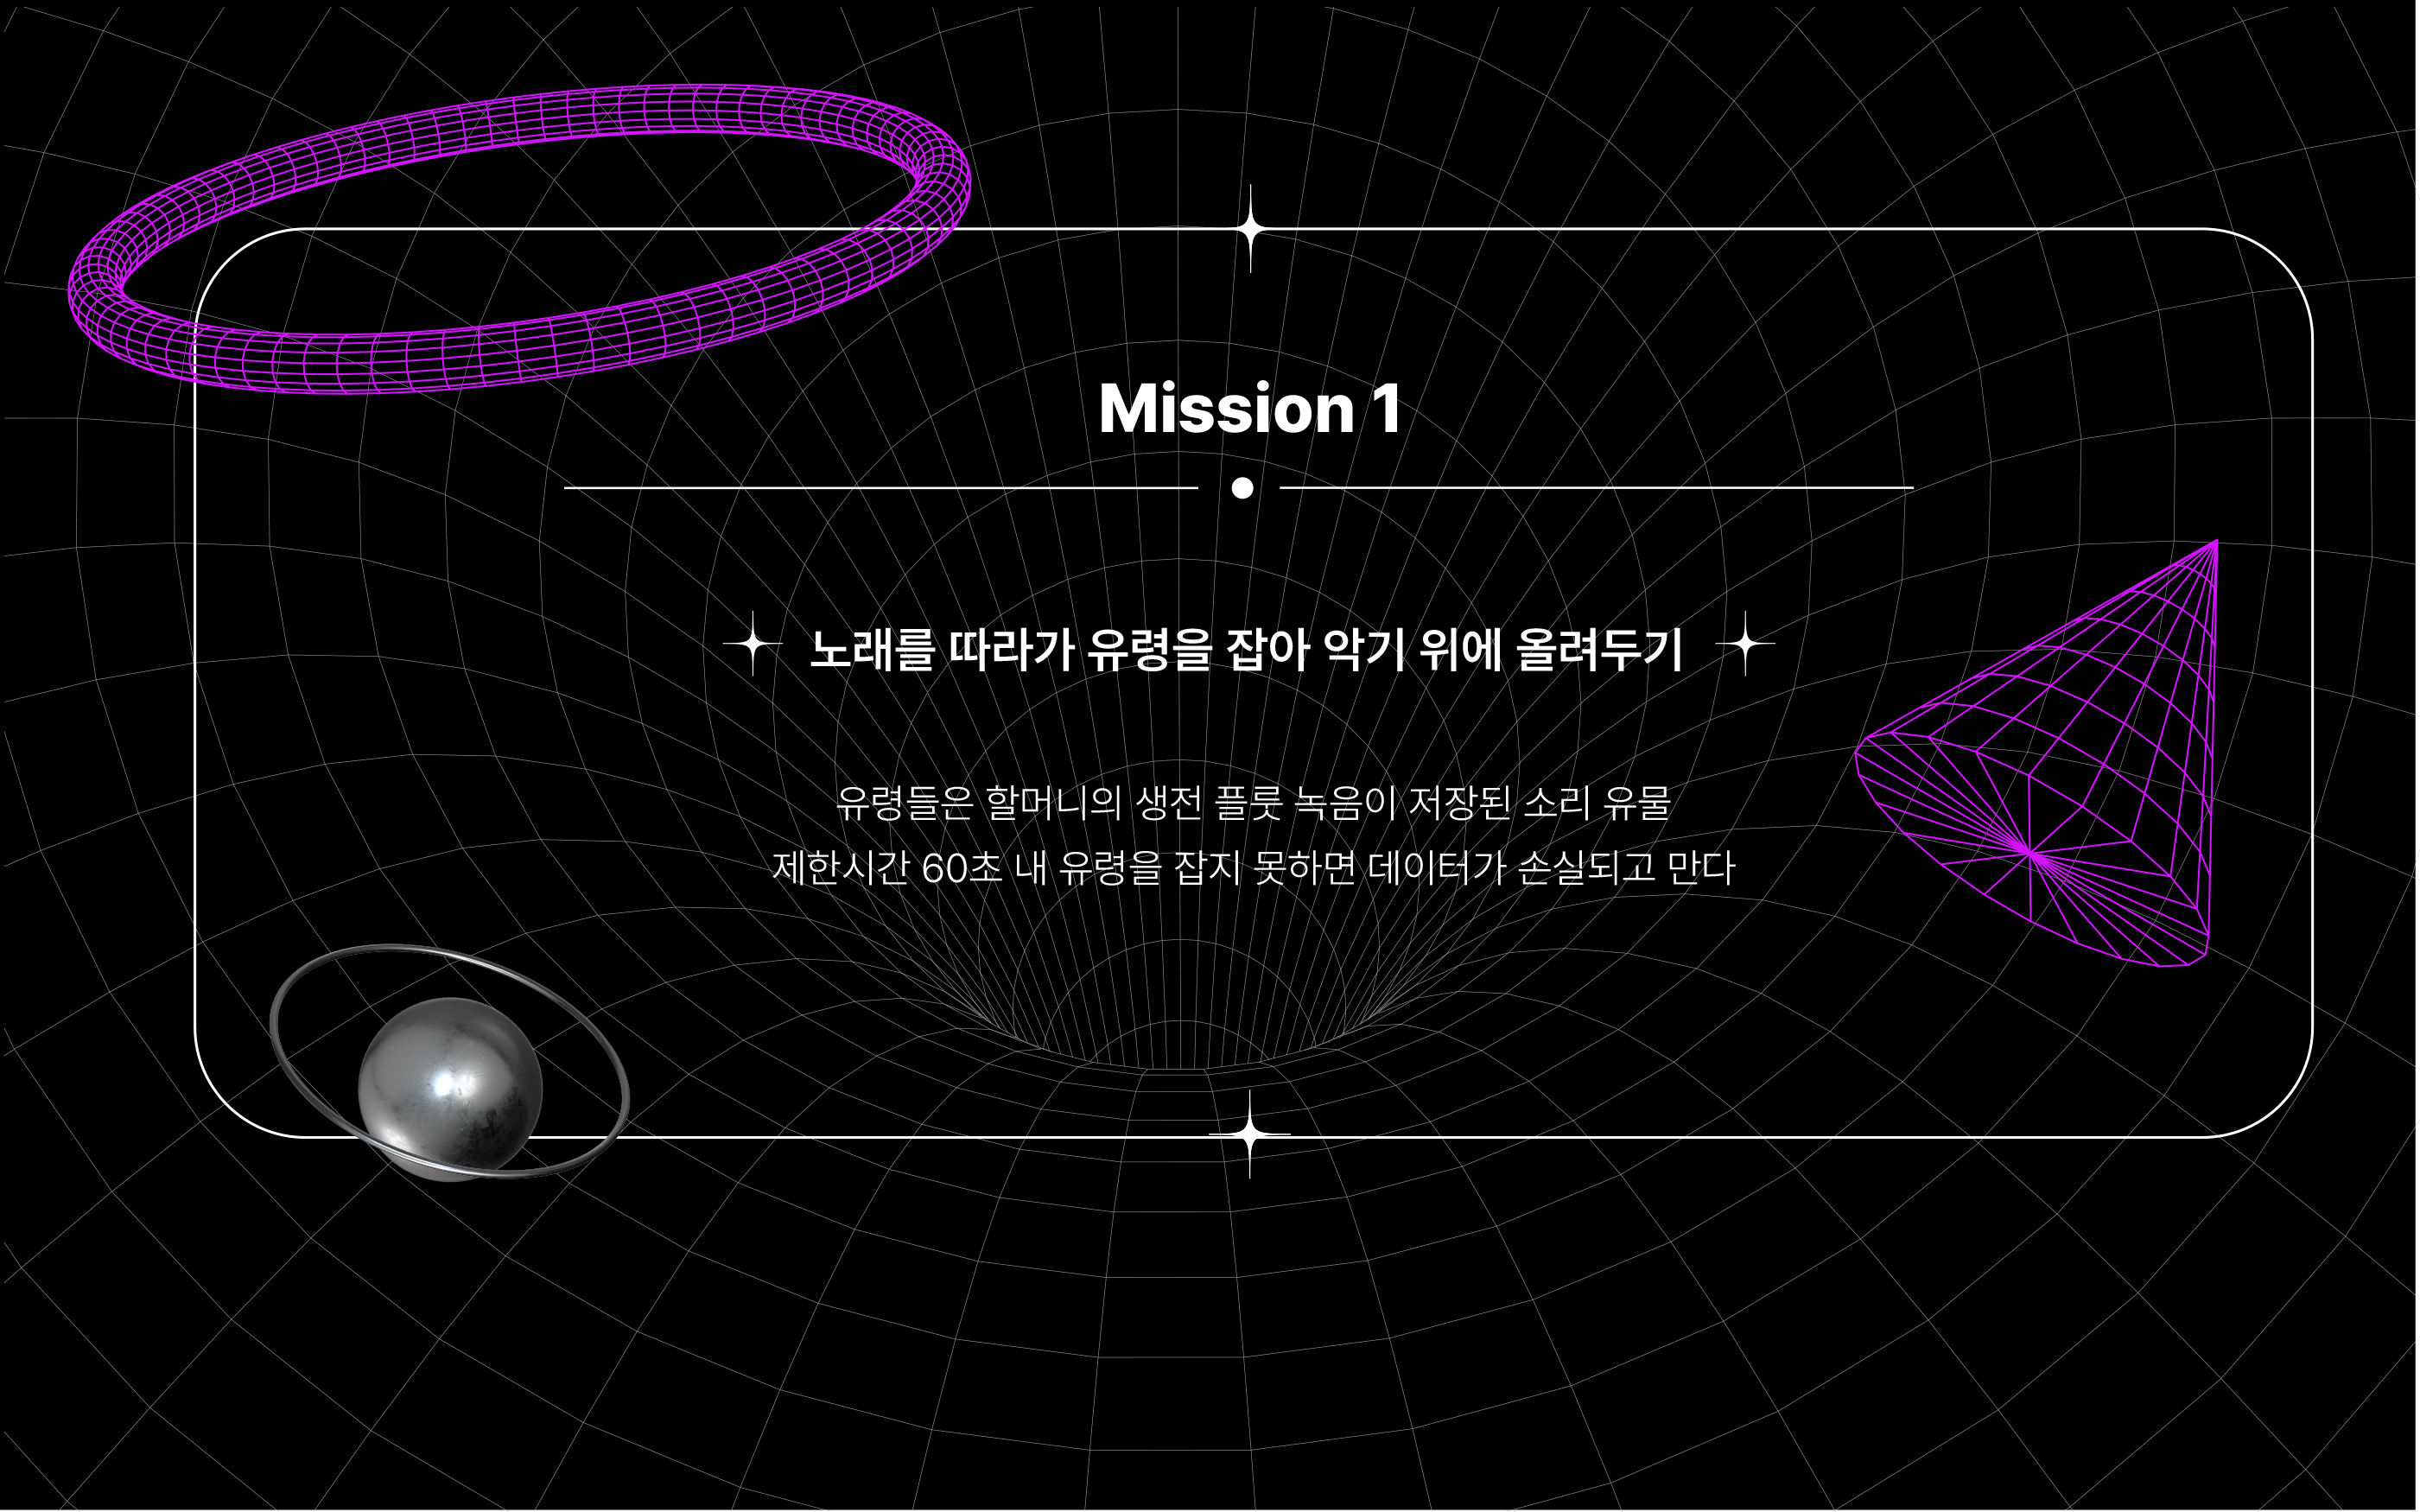 Mission 1
노래를 따라가 유령을 잡아 악기 위에 올려두기
유령들은 할머니의 생전 플룻 녹음이 저장된 소리 유물
제한시간 60초 내 유령을 잡지 못하면 데이터가 손실되고 만다